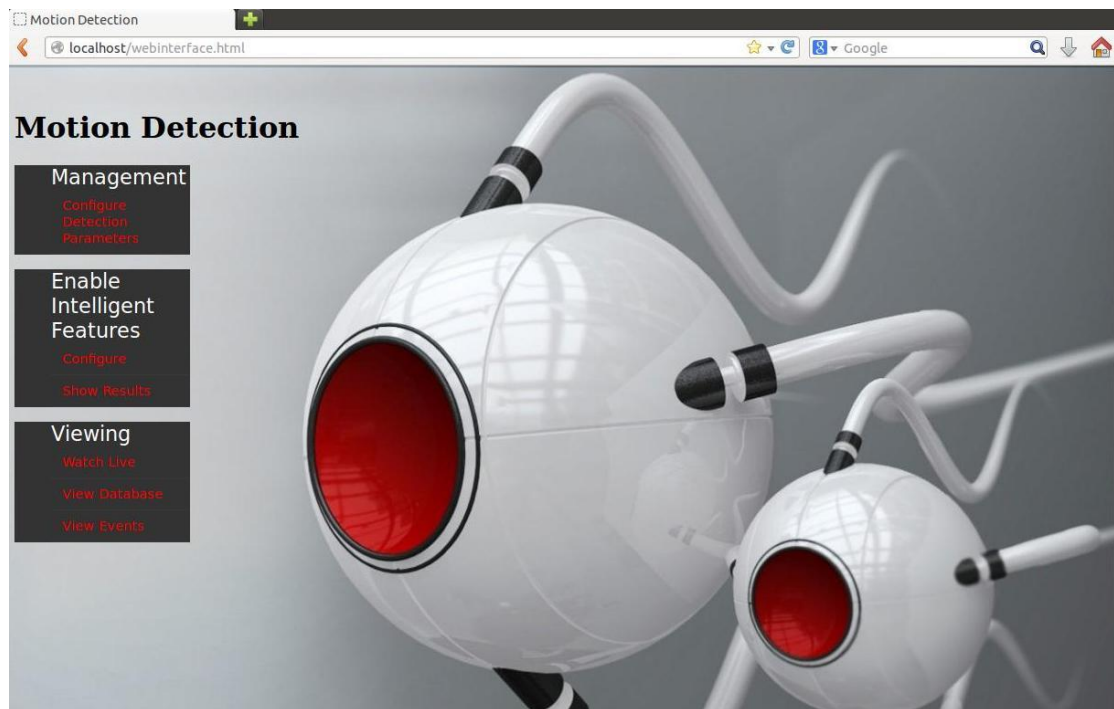 Motion Detection
localhost/webinterface.html
8
Google
Motion Detection
Management
Configure
Detection
Parameters
Enable
Intelligent
Features
Configure
Show Results
Viewing
Watch Live
View Database
View Events